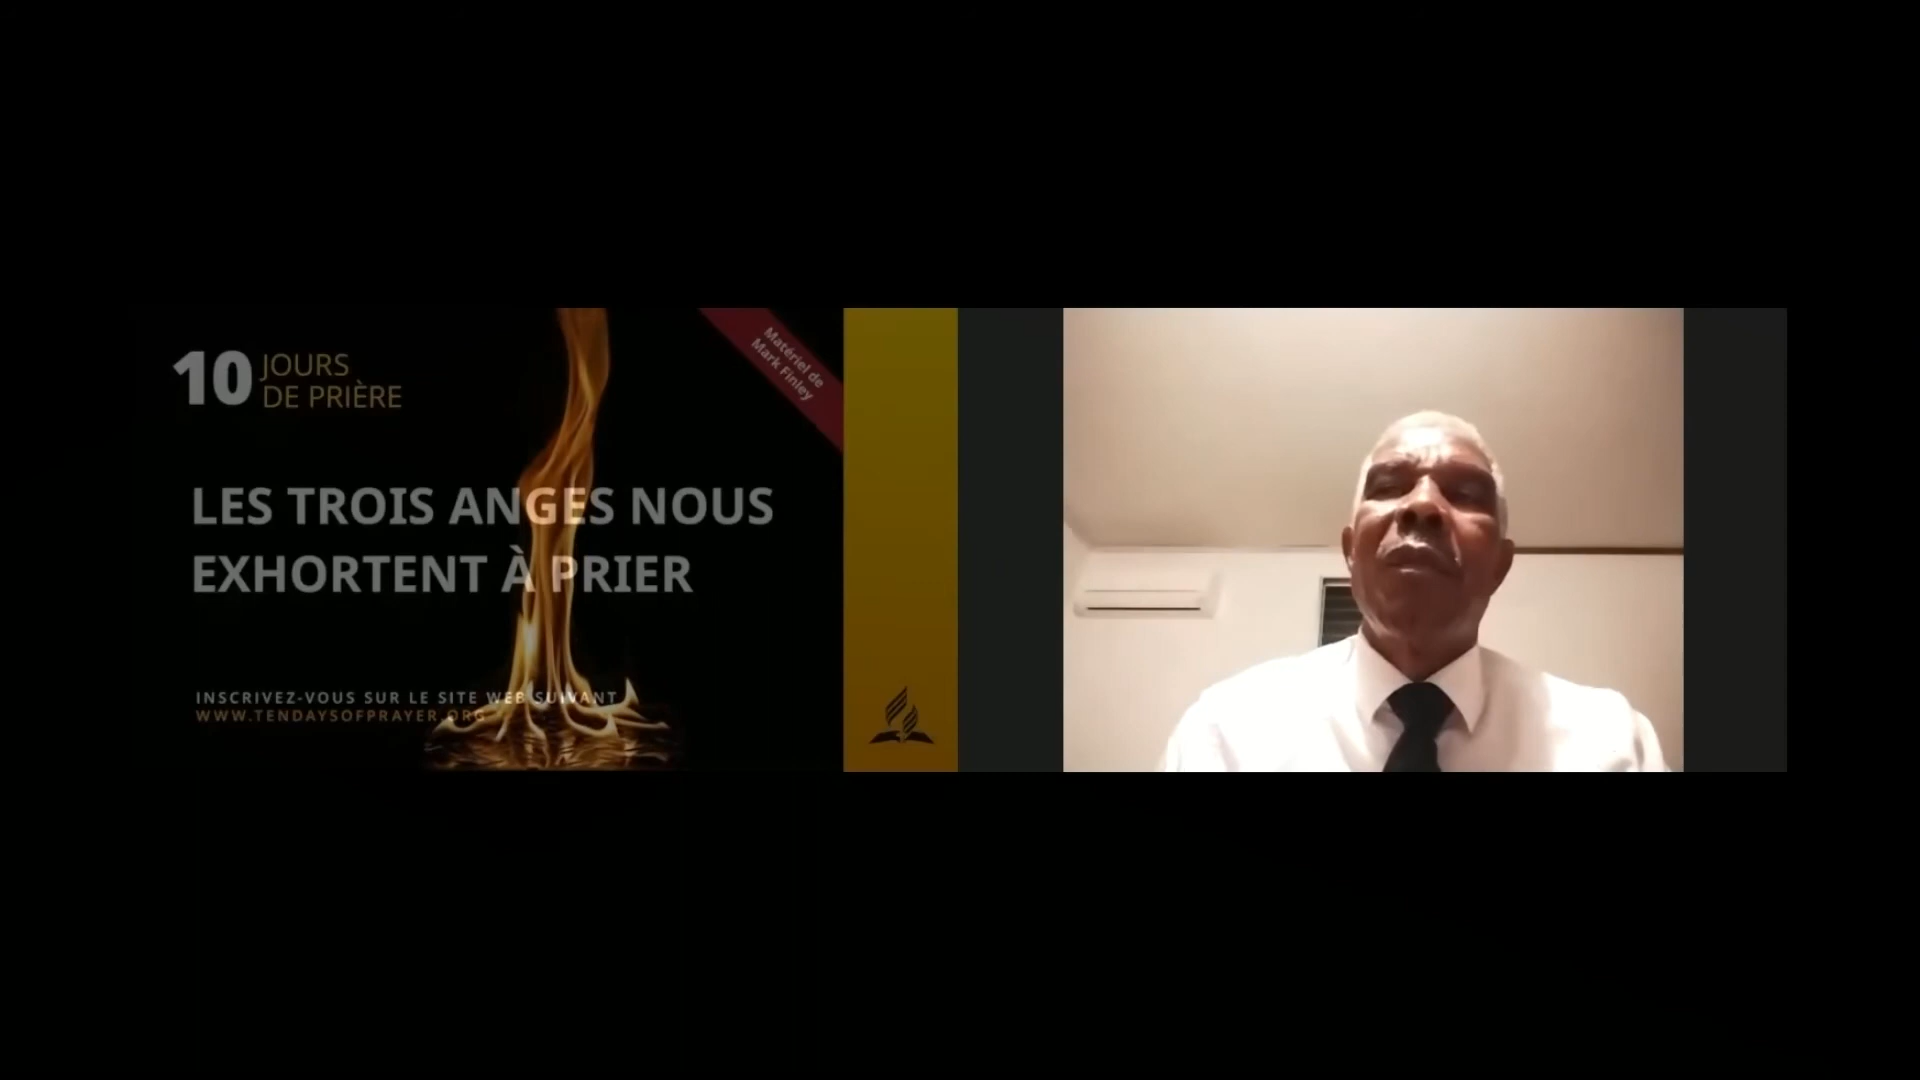 10 JOURS
DE PRIÈRE
Matériel de
Mark Finley
LES TROIS ANGES NOUS
EXHORTENT À PRIER
INSCRIVEZ-VOUS SUR LE SITE WEB SUIVANT
WWW.TENDAYSOFPRAYER.ORG